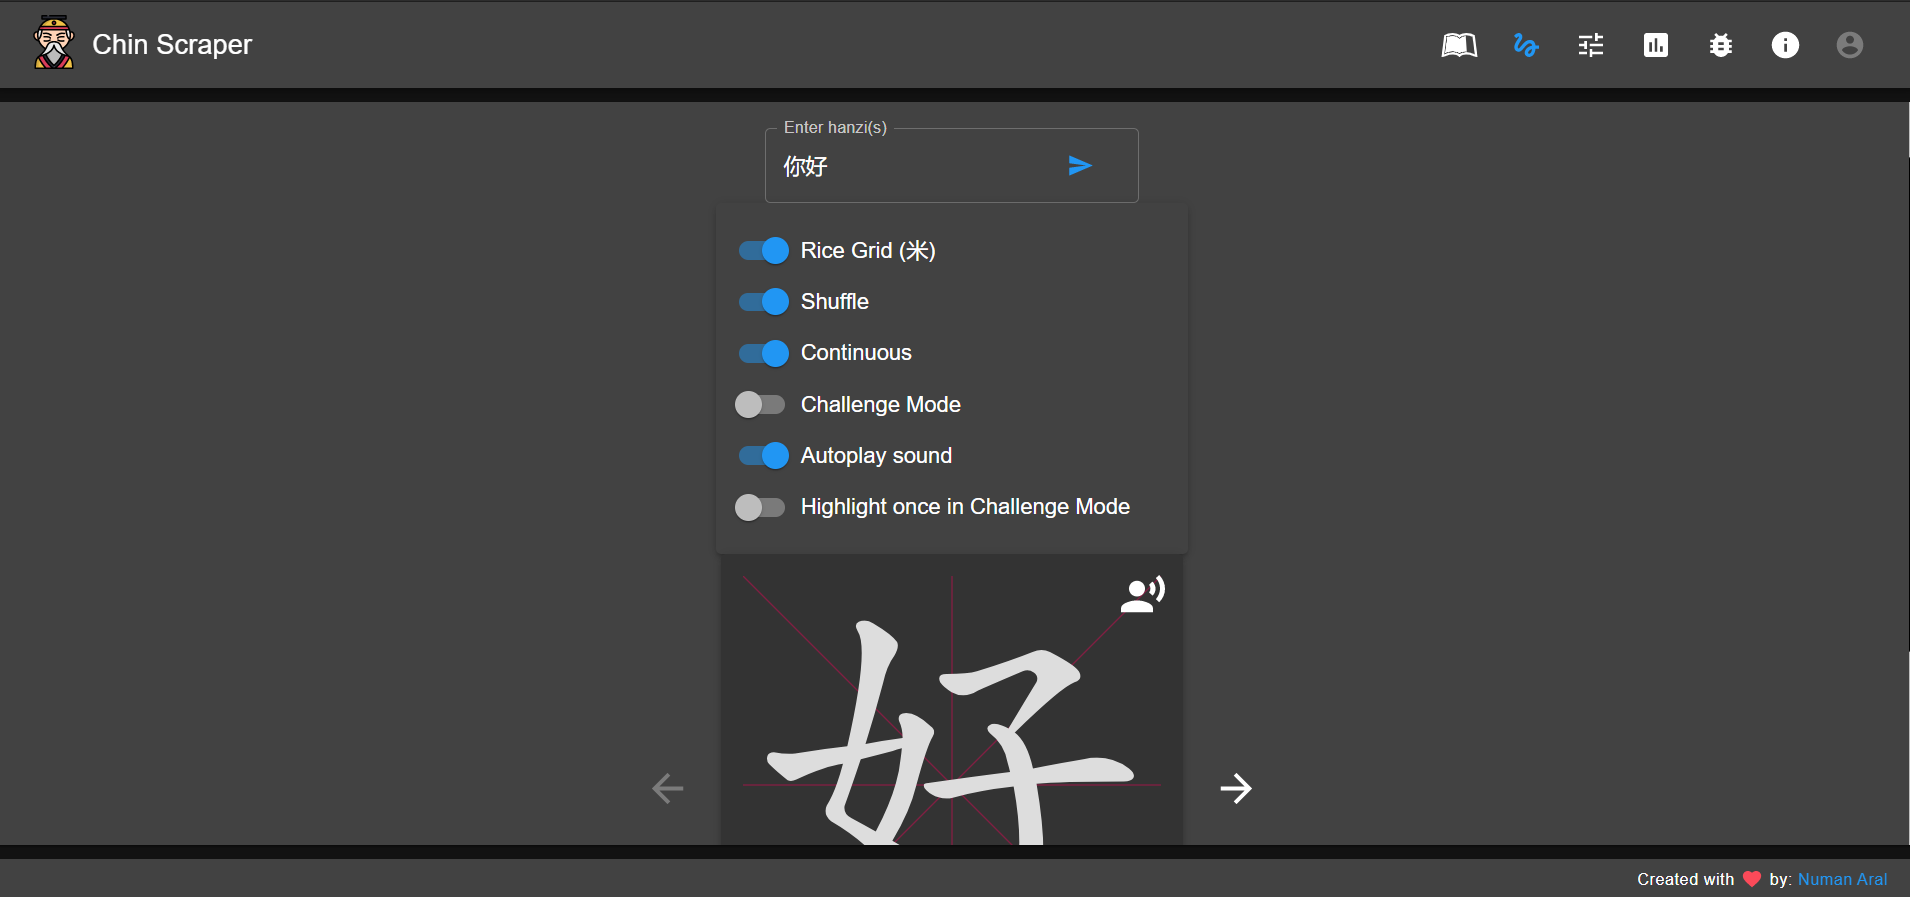 Chin Scraper
Enter hanzi(s)
你好
Rice Grid (米)
Shuffle
Continuous
Challenge Mode
Autoplay sound
Highlight once in Challenge Mode
好
Created with ❤ by: Numan Aral